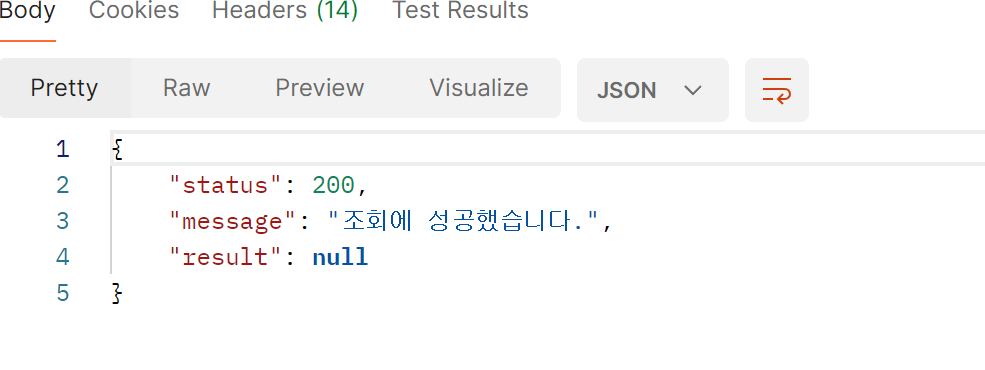 Body Cookies Headers (14) Test Results
Pretty Raw Preview Visualize JSON
1 {
2 "status": 200,
3 "message": "조회에 성공했습니다.",
4 "result": null
5 }